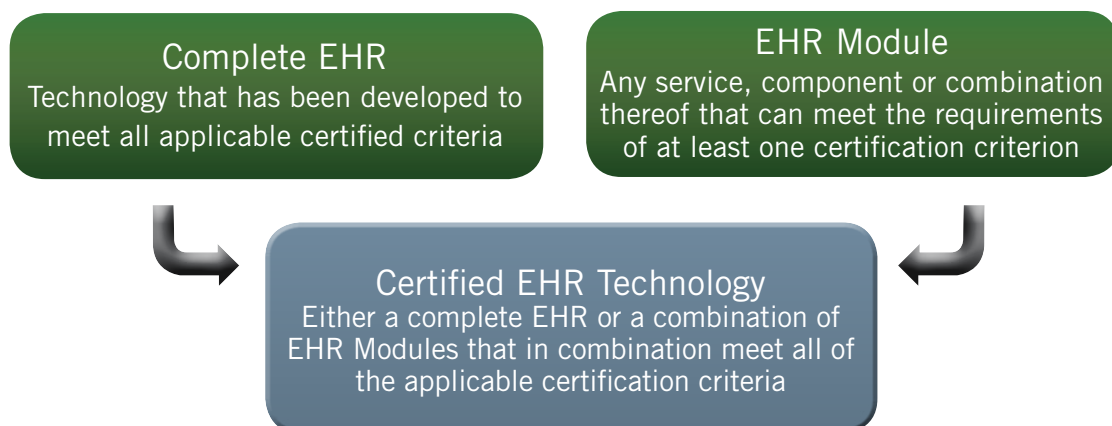 Complete EHR
Technology that has been developed to
meet all applicable certified criteria
EHR Module
Any service, component or combination
thereof that can meet the requirements
of at least one certification criterion
Certified EHR Technology
Either a complete EHR or a combination of
EHR Modules that in combination meet all of
the applicable certification criteria